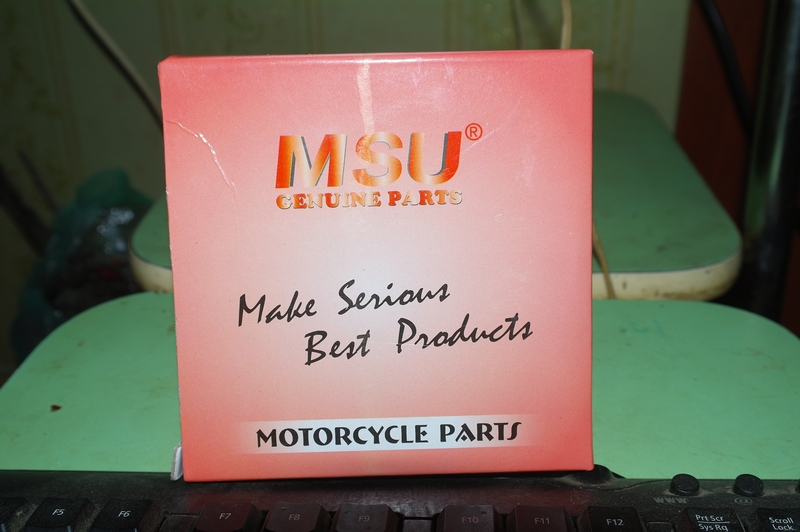 MSU®
GENUINE PARTS
Make Serious
Best Products
MOTORCYCLE PARTS
F5
F6
F7
F8
F9
F10
F11
F12
Prt Scr
Sys Rq
Scroll
Lock